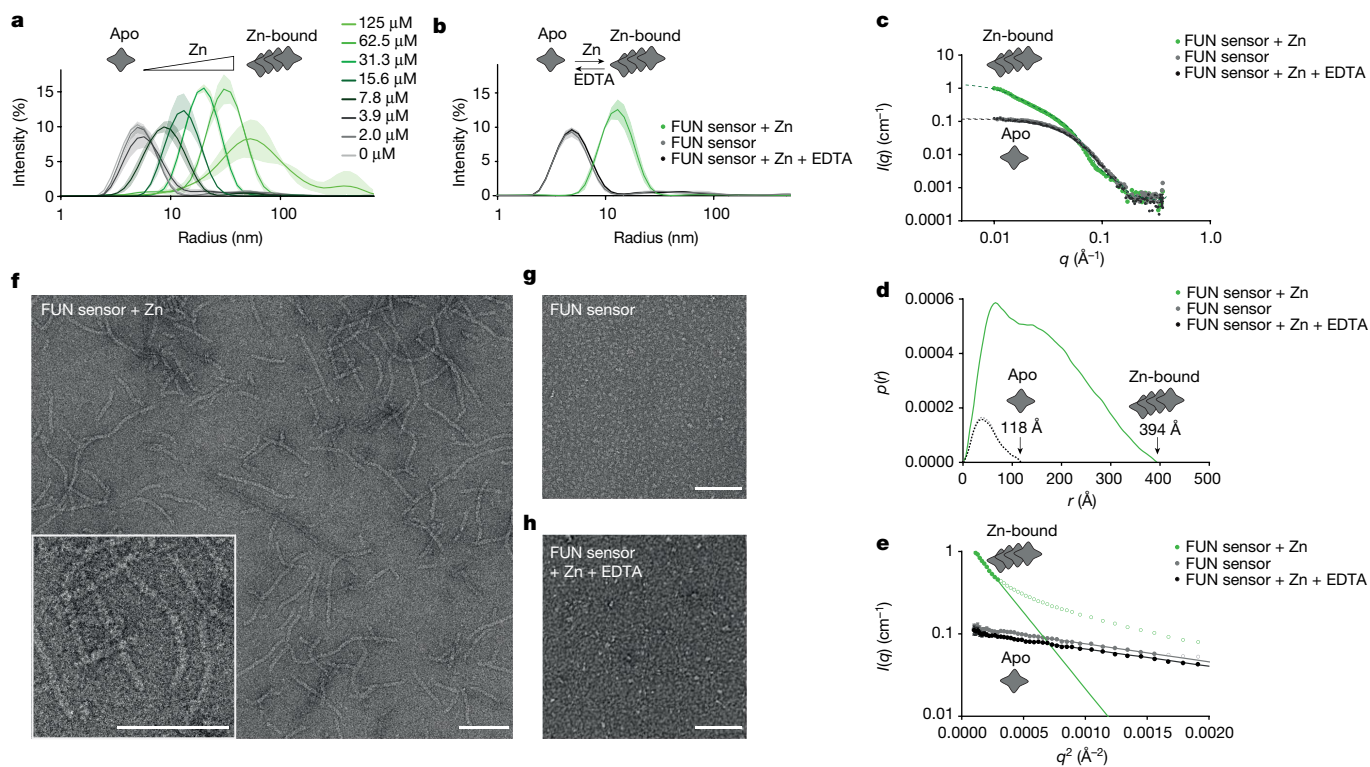 a
Apo
Zn
Zn-bound
125 µM
62.5 µM
31.3 µM
15.6 µM
7.8 µM
3.9 µM
2.0 µM
0 µM
Intensity (%)
15
10
5
0
1
10
100
Radius (nm)
b
Apo
Zn
EDTA
Zn-bound
FUN sensor + Zn
FUN sensor
FUN sensor + Zn + EDTA
Intensity (%)
15
10
5
0
1
10
100
Radius (nm)
c
Zn-bound
Apo
FUN sensor + Zn
FUN sensor
FUN sensor + Zn + EDTA
I(q) (cm⁻¹)
10
1
0.1
0.01
0.001
0.0001
0.01
0.1
1.0
q (Å⁻¹)
d
FUN sensor + Zn
FUN sensor
FUN sensor + Zn + EDTA
p(r)
0.0006
0.0004
0.0002
0.0000
Apo
118 Å
Zn-bound
394 Å
0
100
200
300
400
500
r (Å)
e
Zn-bound
Apo
FUN sensor + Zn
FUN sensor
FUN sensor + Zn + EDTA
I(q) (cm⁻¹)
1
0.1
0.01
0.0000
0.0005
0.0010
0.0015
0.0020
q² (Å⁻²)
f
FUN sensor + Zn
g
FUN sensor
h
FUN sensor
+ Zn + EDTA